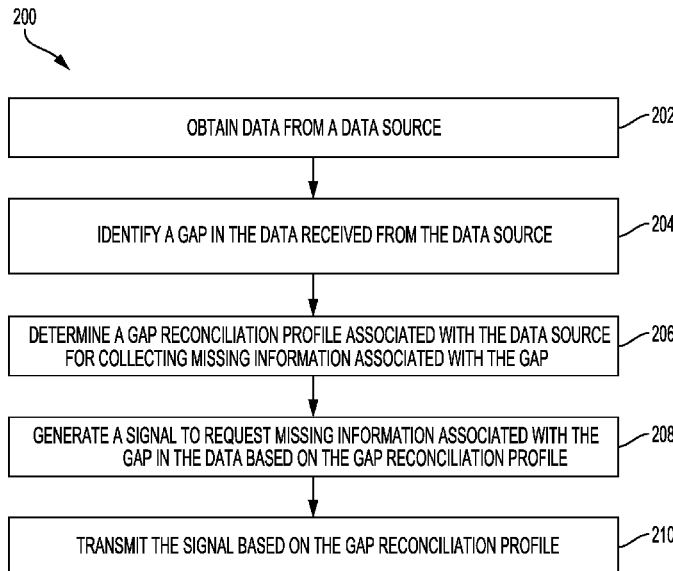 200
OBTAIN DATA FROM A DATA SOURCE
202
IDENTIFY A GAP IN THE DATA RECEIVED FROM THE DATA SOURCE
204
DETERMINE A GAP RECONCILIATION PROFILE ASSOCIATED WITH THE DATA SOURCE
FOR COLLECTING MISSING INFORMATION ASSOCIATED WITH THE GAP
206
GENERATE A SIGNAL TO REQUEST MISSING INFORMATION ASSOCIATED WITH THE
GAP IN THE DATA BASED ON THE GAP RECONCILIATION PROFILE
208
TRANSMIT THE SIGNAL BASED ON THE GAP RECONCILIATION PROFILE
210